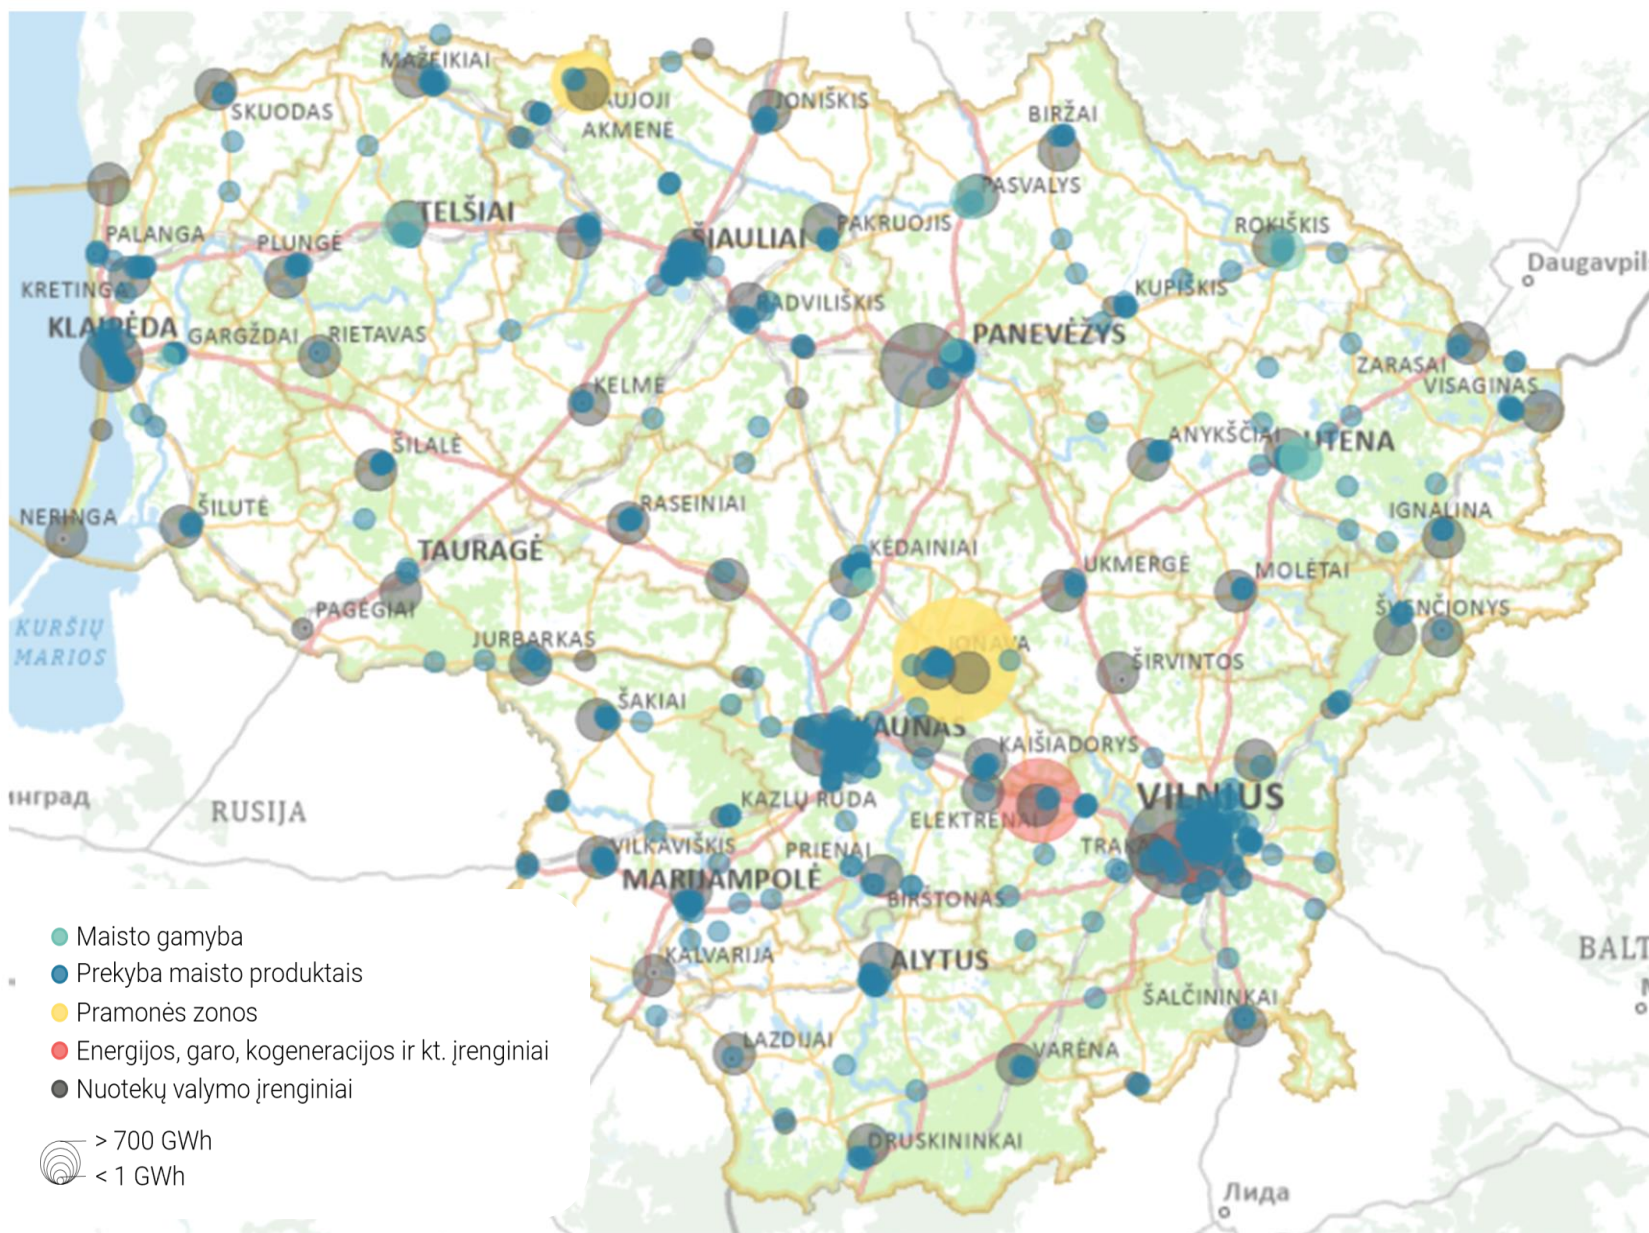 MAŽEIKIAI
SKUODAS
NAUJOJI
AKMENĖ
JONIŠKIS
BIRŽAI
PASVALYS
TELŠIAI
PALANGA
PLUNGĖ
ŠIAULIAI
PAKRUOJIS
ROKIŠKIS
Daugavpil
KRETINGA
RADVILIŠKIS
KUPIŠKIS
KLAIPĖDA
GARGŽDAI
RIETAVAS
PANEVĖŽYS
ZARASAI
VISAGINAS
KELMĖ
ŠILALĖ
ANYKŠČIAI
UTENA
NERINGA
ŠILUTĖ
RASEINIAI
IGNALINA
TAURAGĖ
KĖDAINIAI
UKMERGĖ
MOLĖTAI
PAGĖGIAI
ŠVENČIONYS
KURŠIŲ
MARIOS
JURBARKAS
JONAVA
ŠIRVINTOS
ŠAKIAI
KAUNAS
KAIŠIADORYS
нград
RUSIJA
KAZLŲ RŪDA
ELEKTRĖNAI
VILNIUS
VILKAVIŠKIS
PRIENAI
TRAKAI
MARIJAMPOLĖ
BIRŠTONAS
KALVARIJA
ALYTUS
BALT
ŠALČININKAI
LAZDIJAI
VARĖNA
DRUSKININKAI
Лида
Maisto gamyba
Prekyba maisto produktais
Pramonės zonos
Energijos, garo, kogeneracijos ir kt. įrenginiai
Nuotekų valymo įrenginiai
> 700 GWh
< 1 GWh